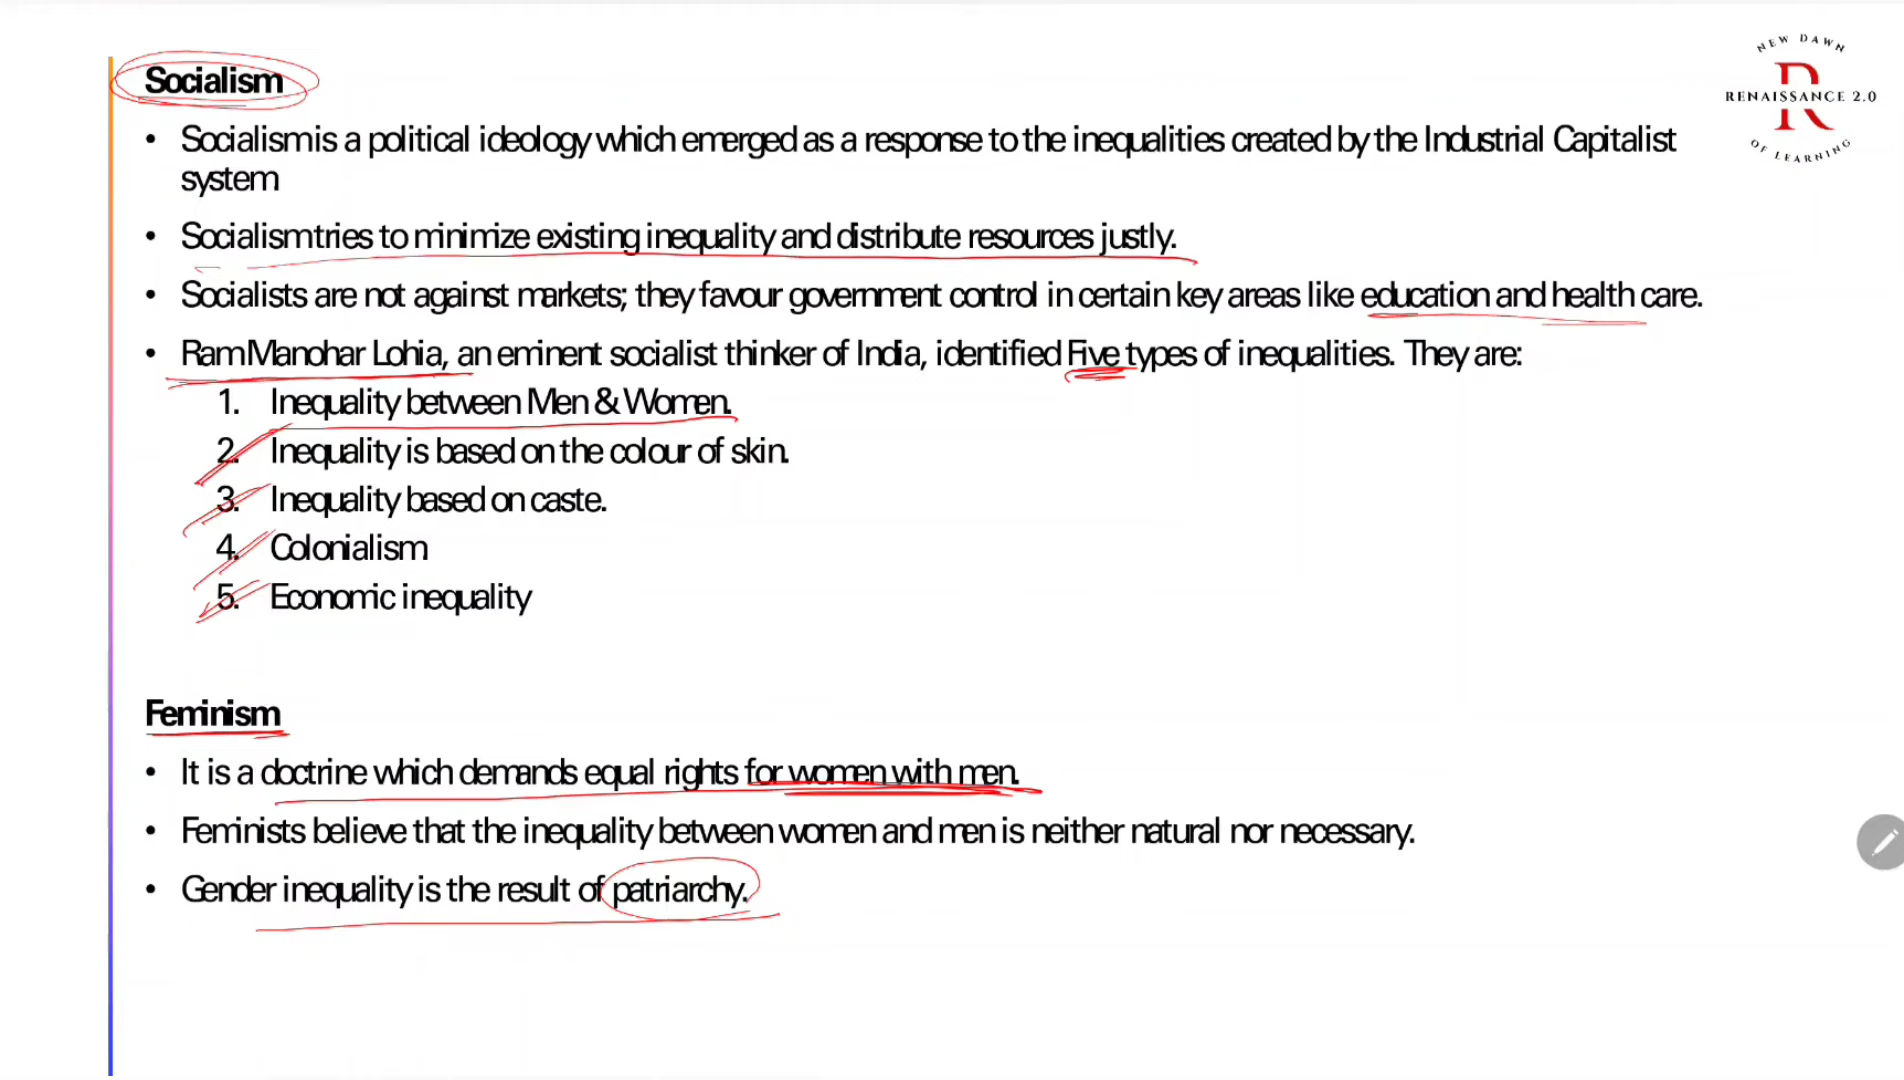 Socialism
• Socialism is a political ideology which emerged as a response to the inequalities created by the Industrial Capitalist
system
• Socialism tries to minimize existing inequality and distribute resources justly.
• Socialists are not against markets; they favour government control in certain key areas like education and health care.
• Ram Manohar Lohia, an eminent socialist thinker of India, identified Five types of inequalities. They are:
1. Inequality between Men & Women.
2. Inequality is based on the colour of skin.
3. Inequality based on caste.
4. Colonialism
5. Economic inequality
Feminism
• It is a doctrine which demands equal rights for women with men.
• Feminists believe that the inequality between women and men is neither natural nor necessary.
• Gender inequality is the result of patriarchy.
NEW DAWN
R
RENAISSANCE 2.0
OF LEARNING